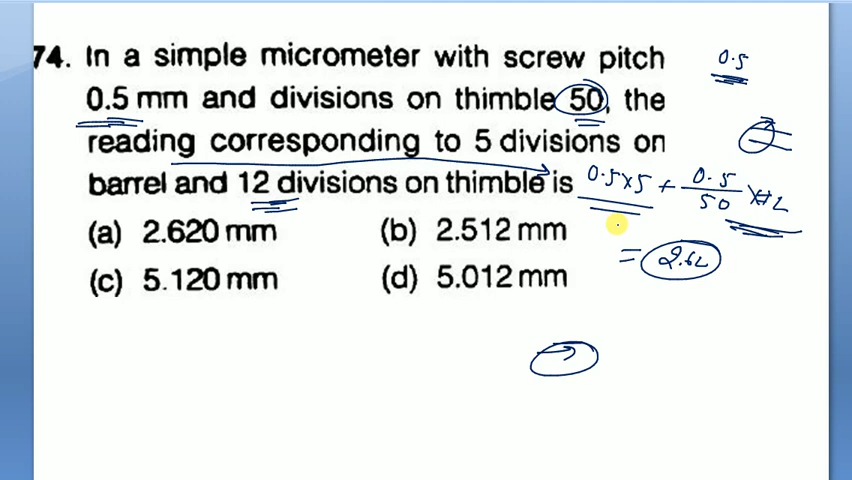 74. In a simple micrometer with screw pitch
0.5 mm and divisions on thimble 50, the
reading corresponding to 5 divisions on
barrel and 12 divisions on thimble is
(a) 2.620 mm (b) 2.512 mm
(c) 5.120 mm (d) 5.012 mm
0.5
0.5×5 + 0.5/50 ×12
= 2.62